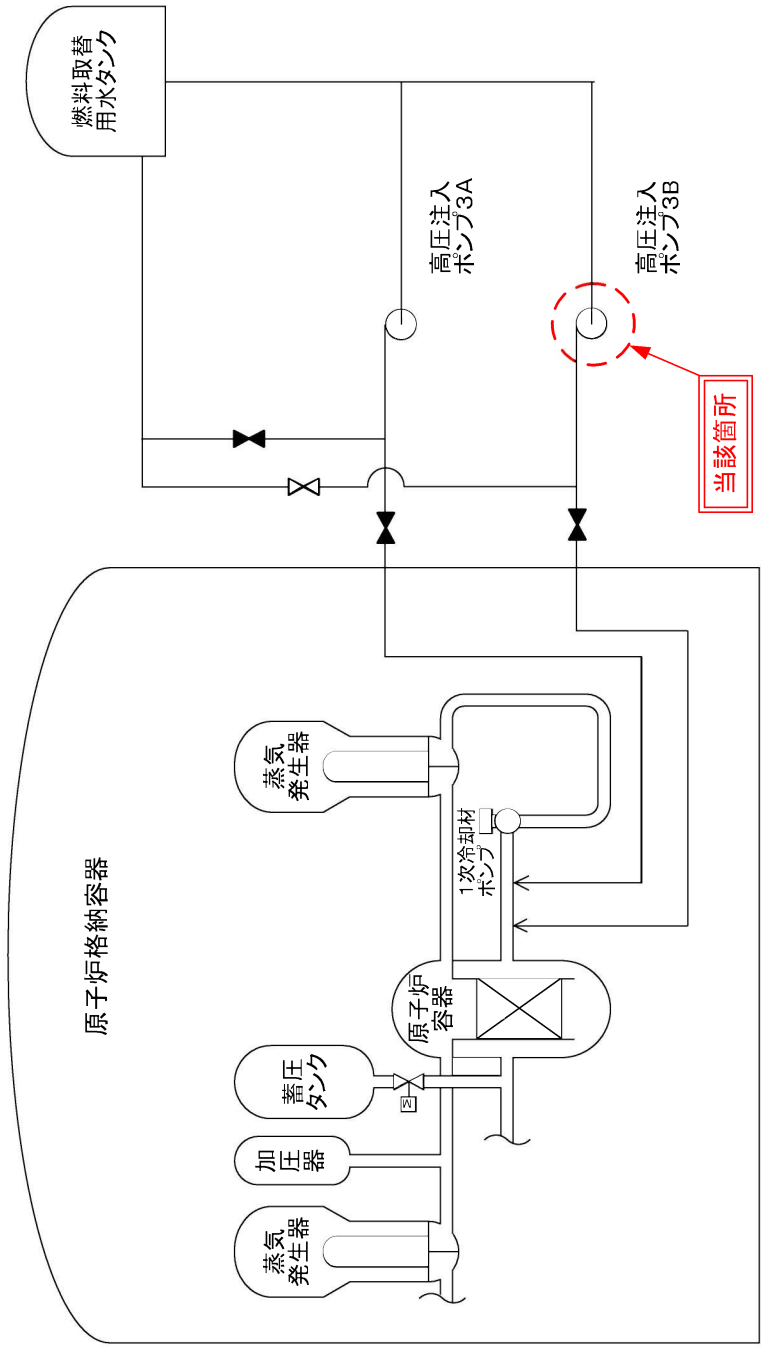 原子炉格納容器
蒸気
発生器
加
圧
器
蓄圧
タンク
原子炉
容器
1次冷却材
ポンプ
蒸気
発生器
M
燃料取替
用水タンク
高圧注入
ポンプ3A
高圧注入
ポンプ3B
当該箇所